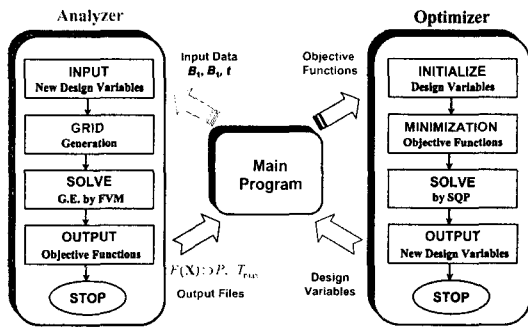 Analyzer
INPUT
New Design Variables
GRID
Generation
SOLVE
G.E. by FVM
OUTPUT
Objective Functions
STOP
Input Data
B₁, B₁, t
Objective
Functions
Main
Program
F(X)
P,
Output Files
Design
Variables
Optimizer
INITIALIZE
Design Variables
MINIMIZATION
Objective Functions
SOLVE
by SQP
OUTPUT
New Design Variables
STOP